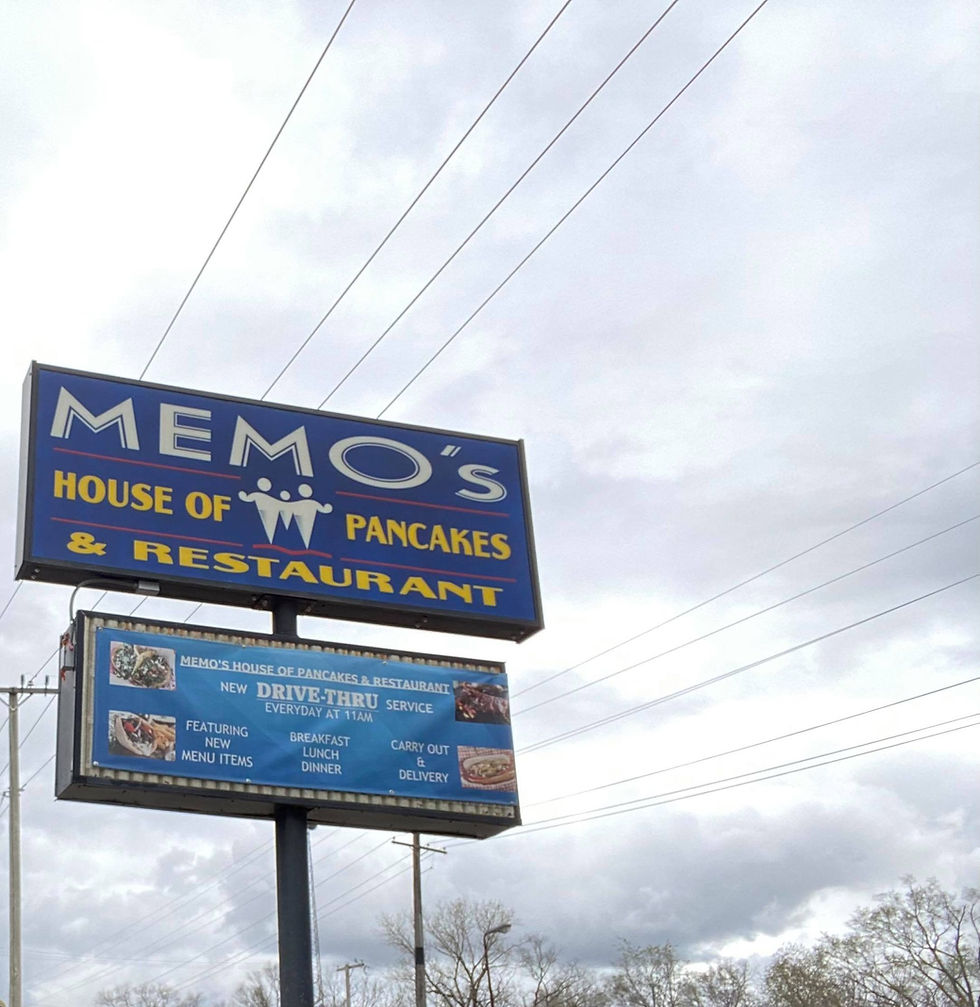 MEMO's
HOUSE OF PANCAKES
& RESTAURANT
MEMO'S HOUSE OF PANCAKES & RESTAURANT
NEW DRIVE-THRU SERVICE
EVERYDAY AT 11AM
FEATURING
NEW
MENU ITEMS
BREAKFAST
LUNCH
DINNER
CARRY OUT
&
DELIVERY